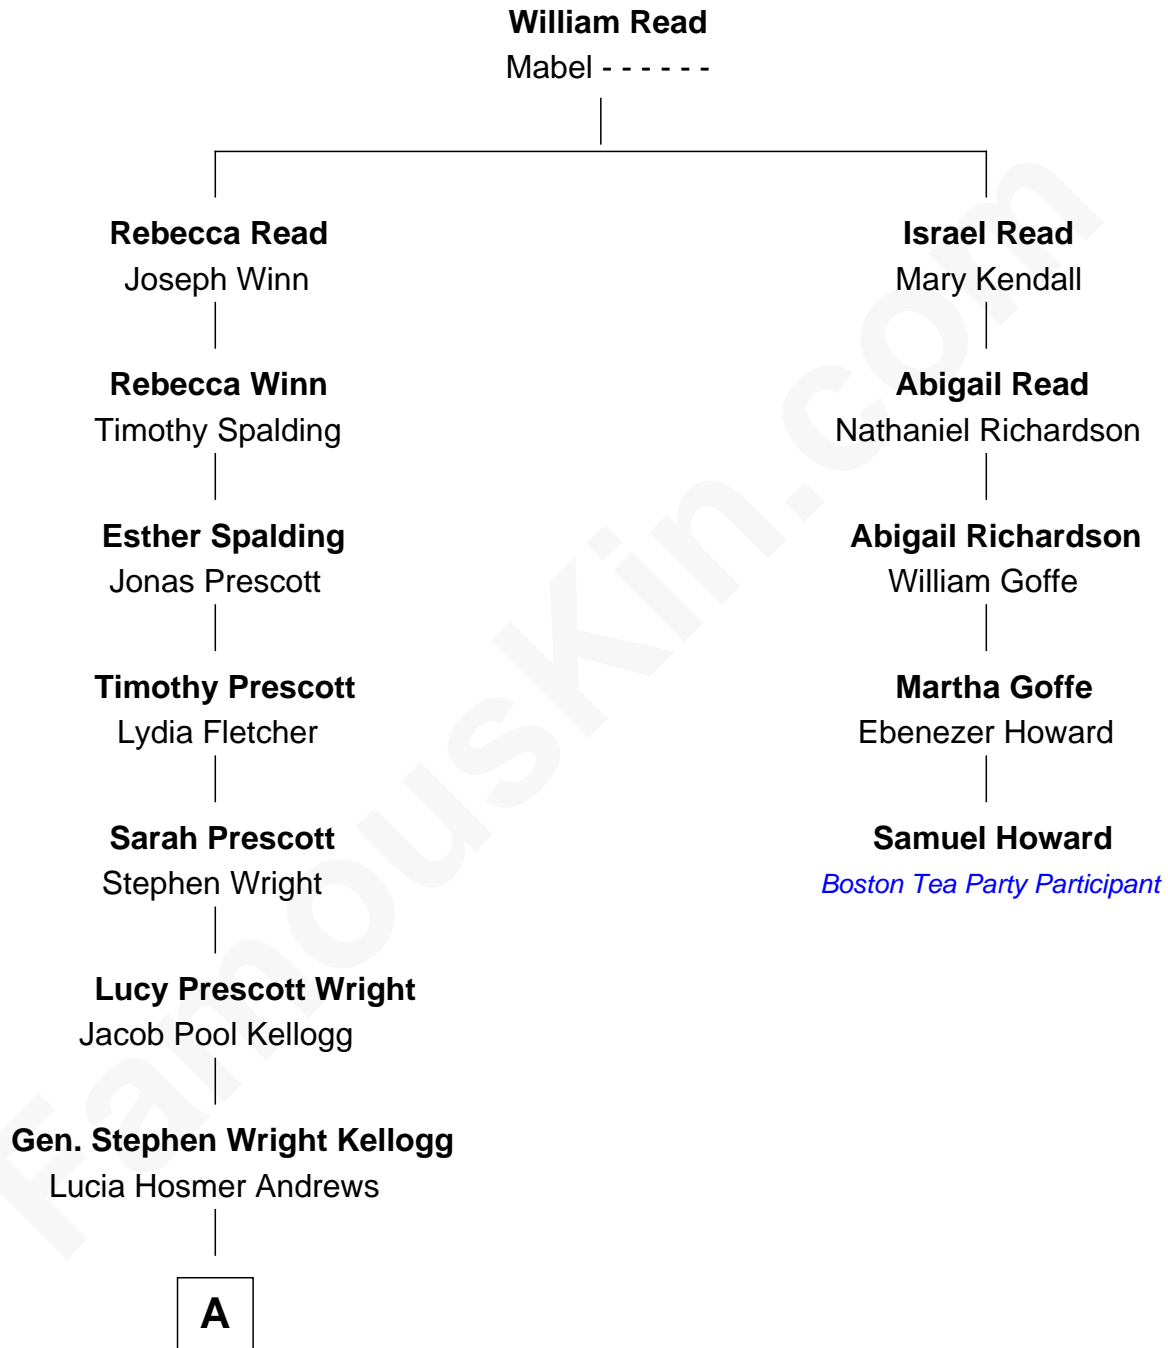 William Read
Mabel - - - - - -
Rebecca Read
Joseph Winn
Israel Read
Mary Kendall
Rebecca Winn
Timothy Spalding
Abigail Read
Nathaniel Richardson
Esther Spalding
Jonas Prescott
Abigail Richardson
William Goffe
Timothy Prescott
Lydia Fletcher
Martha Goffe
Ebenezer Howard
Sarah Prescott
Stephen Wright
Samuel Howard
Boston Tea Party Participant
Lucy Prescott Wright
Jacob Pool Kellogg
Gen. Stephen Wright Kellogg
Lucia Hosmer Andrews
A
FamousKin.com